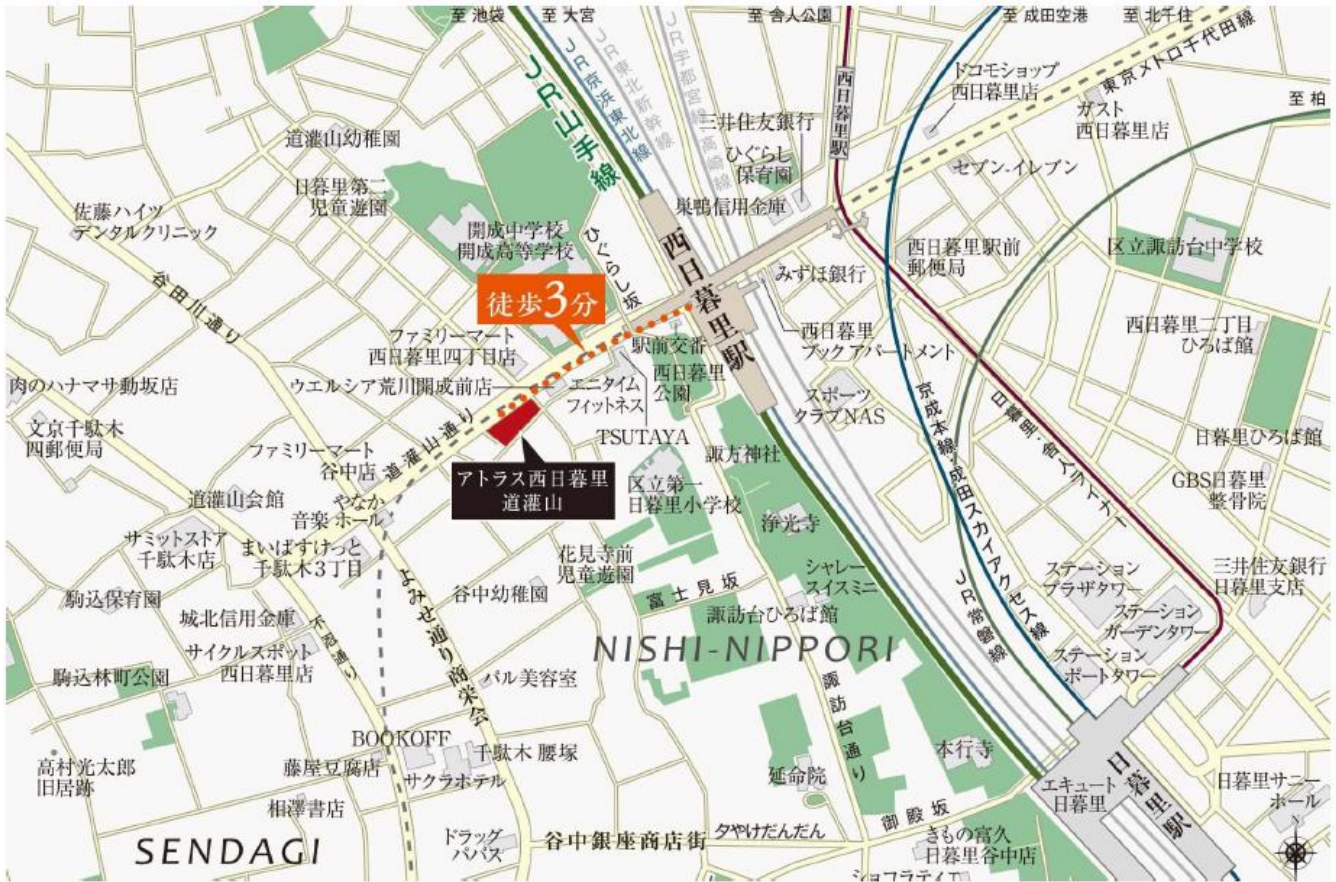 至 池袋
至 大宮
至 舎人公園
至 成田空港
至 北千住
JR山手線
JR京浜東北線
JR東北新幹線
JR宇都宮線・高崎線
西日暮里駅
東京メトロ千代田線
至 柏
ドコモショップ
西日暮里店
ガスト
西日暮里店
三井住友銀行
ひぐらし
保育園
巣鴨信用金庫
セブン-イレブン
道灌山幼稚園
日暮里第二
児童遊園
佐藤ハイツ
デンタルクリニック
谷田川通り
開成中学校
開成高等学校
ひぐらし坂
西日暮里駅
みずほ銀行
西日暮里駅前
郵便局
区立諏訪台中学校
徒歩3分
ファミリーマート
西日暮里四丁目店
駅前交番
西日暮里
ブックアパートメント
西日暮里二丁目
ひろば館
肉のハナマサ動坂店
ウエルシア荒川開成前店
エニタイム
フィットネス
西日暮里
公園
スポーツ
クラブNAS
京成本線・成田スカイアクセス線
日暮里・舎人ライナー
文京千駄木
四郵便局
ファミリーマート
谷中店
道灌山通り
TSUTAYA
諏方神社
日暮里ひろば館
アトラス西日暮里
道灌山
区立第一
日暮里小学校
GBS日暮里
整骨院
道灌山会館
やなか
音楽ホール
浄光寺
サミットストア
千駄木店
まいばすけっと
千駄木3丁目
花見寺前
児童遊園
シャレー
スイスミニ
JR常磐線
ステーション
プラザタワー
三井住友銀行
日暮里支店
駒込保育園
城北信用金庫
よみせ通り商栄会
谷中幼稚園
富士見坂
諏訪台ひろば館
ステーション
ガーデンタワー
不忍通り
サイクルスポット
西日暮里店
NISHI-NIPPORI
ステーション
ポートタワー
駒込林町公園
パル美容室
諏訪台通り
BOOKOFF
千駄木 腰塚
本行寺
日暮里駅
高村光太郎
旧居跡
藤屋豆腐店
サクラホテル
延命院
エキュート
日暮里
日暮里サニー
ホール
相澤書店
御殿坂
SENDAGI
ドラッグ
パパス
谷中銀座商店街
夕やけだんだん
きもの富久
日暮里谷中店
N